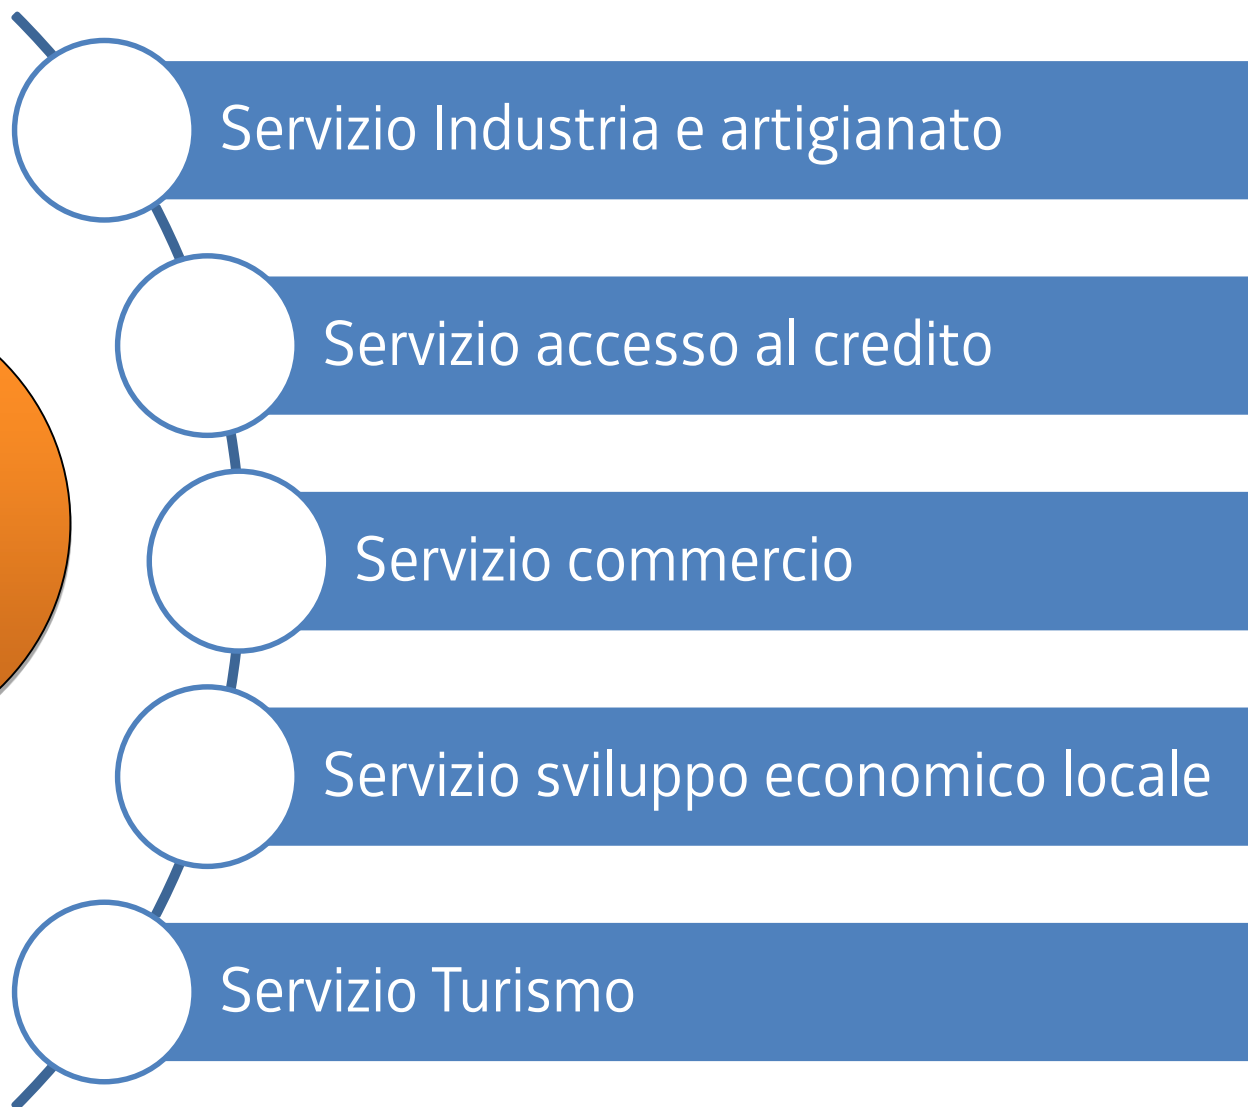 Servizio Industria e artigianato
Servizio accesso al credito
Servizio commercio
Servizio sviluppo economico locale
Servizio Turismo